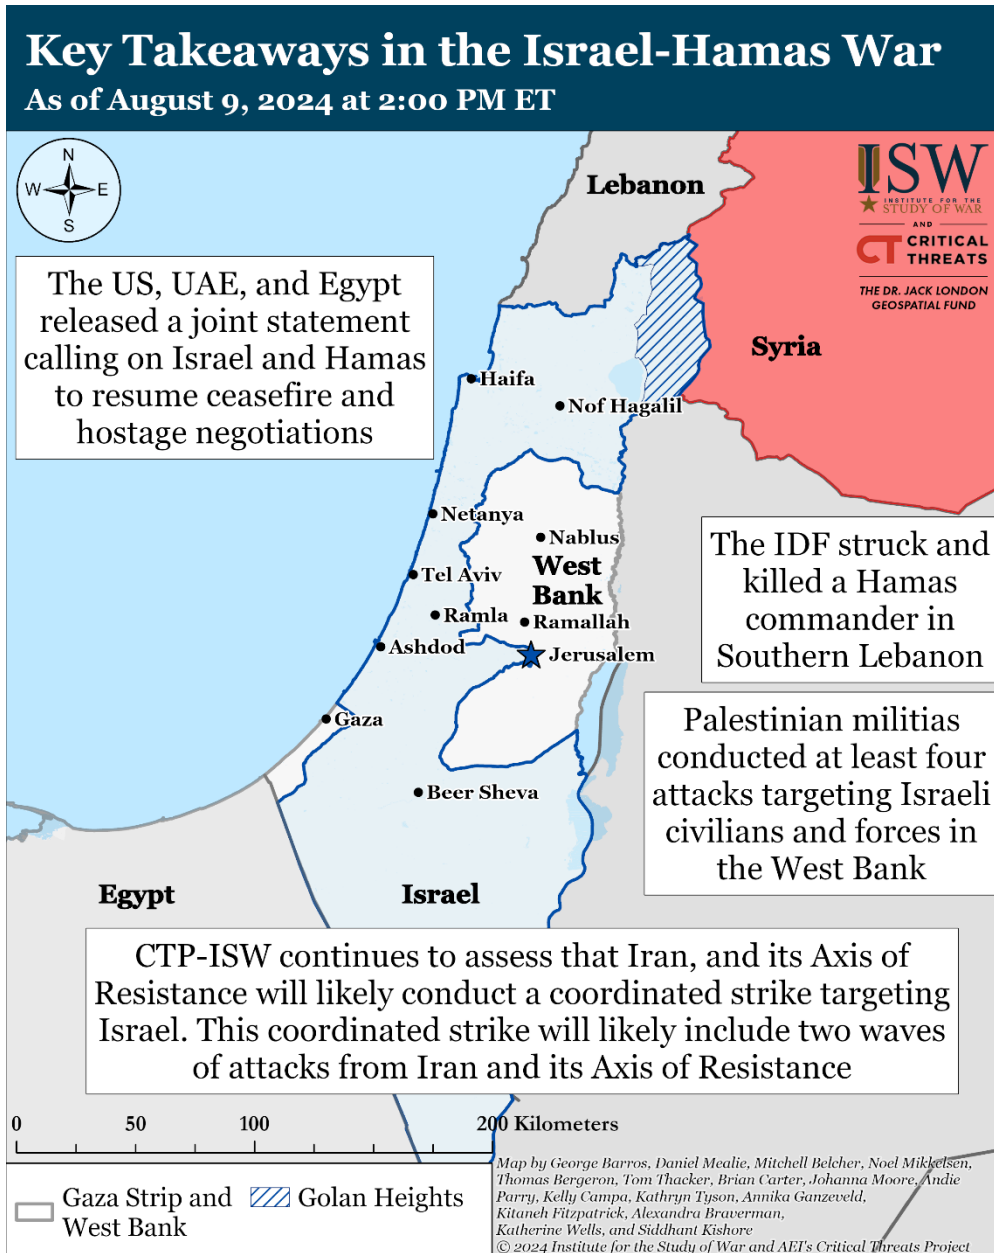 Key Takeaways in the Israel-Hamas War
As of August 9, 2024 at 2:00 PM ET
N
W
E
S
Lebanon
ISW
INSTITUTE FOR THE
STUDY OF WAR
AND
CT CRITICAL
THREATS
THE DR. JACK LONDON
GEOSPATIAL FUND
The US, UAE, and Egypt
released a joint statement
calling on Israel and Hamas
to resume ceasefire and
hostage negotiations
Syria
Haifa
Nof Hagalil
Netanya
Nablus
West
Bank
Tel Aviv
Ramla
Ramallah
Ashdod
Jerusalem
The IDF struck and
killed a Hamas
commander in
Southern Lebanon
Gaza
Beer Sheva
Palestinian militias
conducted at least four
attacks targeting Israeli
civilians and forces in
the West Bank
Egypt
Israel
CTP-ISW continues to assess that Iran, and its Axis of
Resistance will likely conduct a coordinated strike targeting
Israel. This coordinated strike will likely include two waves
of attacks from Iran and its Axis of Resistance
0 50 100 200 Kilometers
Gaza Strip and
West Bank
Golan Heights
Map by George Barros, Daniel Mealie, Mitchell Belcher, Noel Mikkelsen,
Thomas Bergeron, Tom Thacker, Brian Carter, Johanna Moore, Andie
Parry, Kelly Campa, Kathryn Tyson, Annika Ganzeveld,
Kitaneh Fitzpatrick, Alexandra Braverman,
Katherine Wells, and Siddhant Kishore
© 2024 Institute for the Study of War and AEI's Critical Threats Project